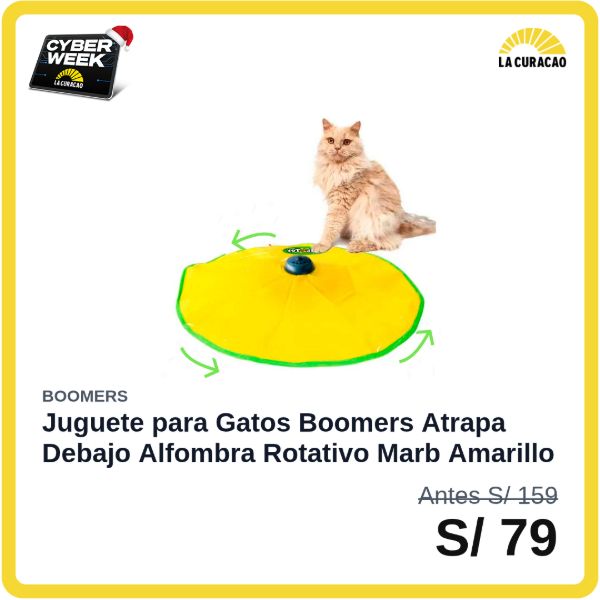 CYBER
WEEK
LA CURACAO
LA CURACAO
BOOMERS
Juguete para Gatos Boomers Atrapa
Debajo Alfombra Rotativo Marb Amarillo
Antes S/ 159
S/ 79